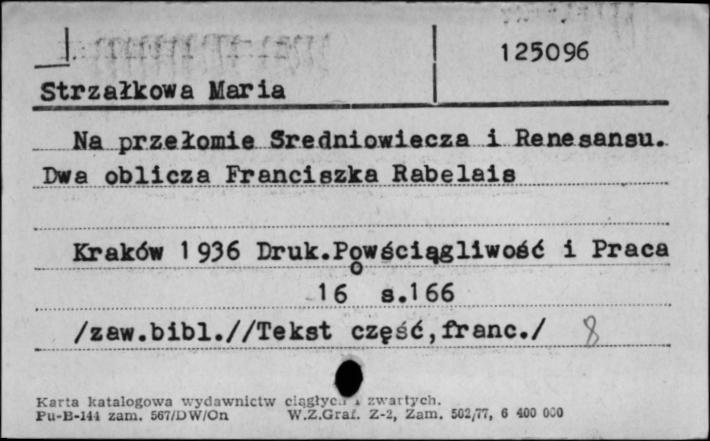 125096
Strzałkowa Maria
Na przełomie Sredniowiecza i Renesansu.
Dwa oblicza Franciszka Rabelais
Kraków 1936 Druk.Powściągliwość i Praca
16° s.166
/zaw.bibl.//Tekst część,franc./ 8
Karta katalogowa wydawnictw ciągłych i zwartych.
Pu-B-144 zam. 567/DW/On W.Z.Graf. Z-2, Zam. 502/77, 6 400 000